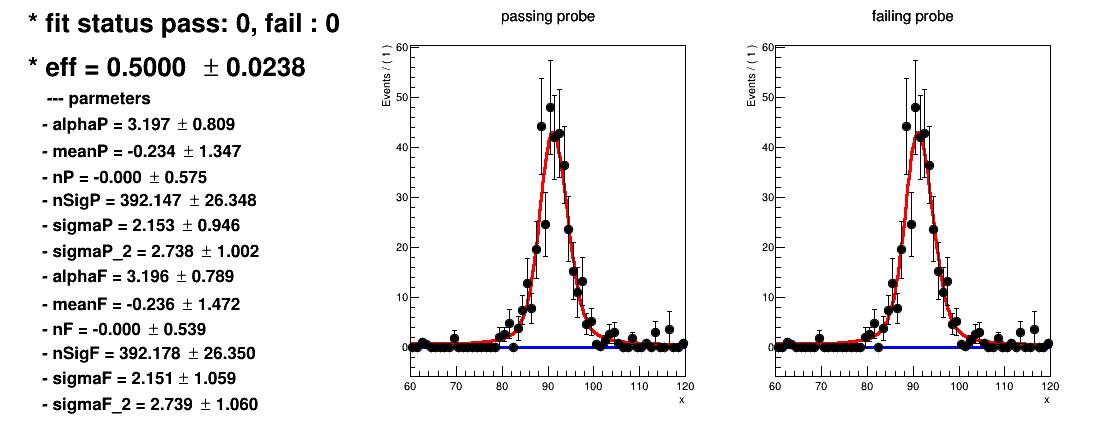 * fit status pass: 0, fail : 0
* eff = 0.5000 ± 0.0238
--- parmeters
- alphaP = 3.197 ± 0.809
- meanP = -0.234 ± 1.347
- nP = -0.000 ± 0.575
- nSigP = 392.147 ± 26.348
- sigmaP = 2.153 ± 0.946
- sigmaP_2 = 2.738 ± 1.002
- alphaF = 3.196 ± 0.789
- meanF = -0.236 ± 1.472
- nF = -0.000 ± 0.539
- nSigF = 392.178 ± 26.350
- sigmaF = 2.151 ± 1.059
- sigmaF_2 = 2.739 ± 1.060
passing probe
Events / ( 1 )
60
50
40
30
20
10
0
60 70 80 90 100 110 120
x
failing probe
Events / ( 1 )
60
50
40
30
20
10
0
60 70 80 90 100 110 120
x